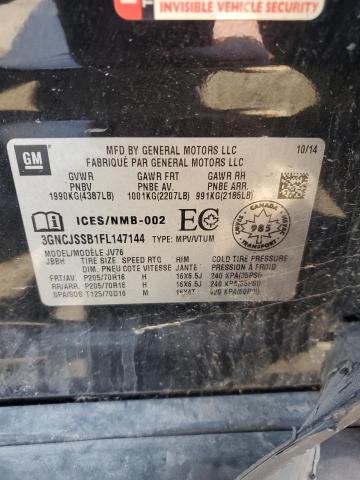 INVISIBLE VEHICLE SECURITY
GM
MFD BY GENERAL MOTORS LLC 10/14
FABRIQUÉ PAR GENERAL MOTORS LLC
GVWR GAWR FRT GAWR RR
PNBV PNBE AV. PNBE ARR.
1990KG(4387LB) 1001KG(2207LB) 991KG(2185LB)
ICES/NMB-002 EC
CANADA
985
3GNCJSSB1FL147144 TYPE: MPV/VTUM
MODEL/MODÈLE JV76
JBBH TIRE SIZE SPEED RTG H/M COLD TIRE PRESSURE
DIM.PNEU COTE VITESSE JANTE PRESSION À FROID
FRT/AV. P205/70R16 H 16X6.5J 240 KPA(35PSI)
RR/ARR. P205/70R16 H 16X6.5J 240 KPA(35PSI)
SPA/SOS T125/70D16 M 16X4T 420 KPA(60PSI)